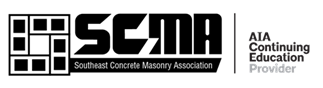 SCMA
Southeast Concrete Masonry Association
AIA
Continuing
Education
Provider